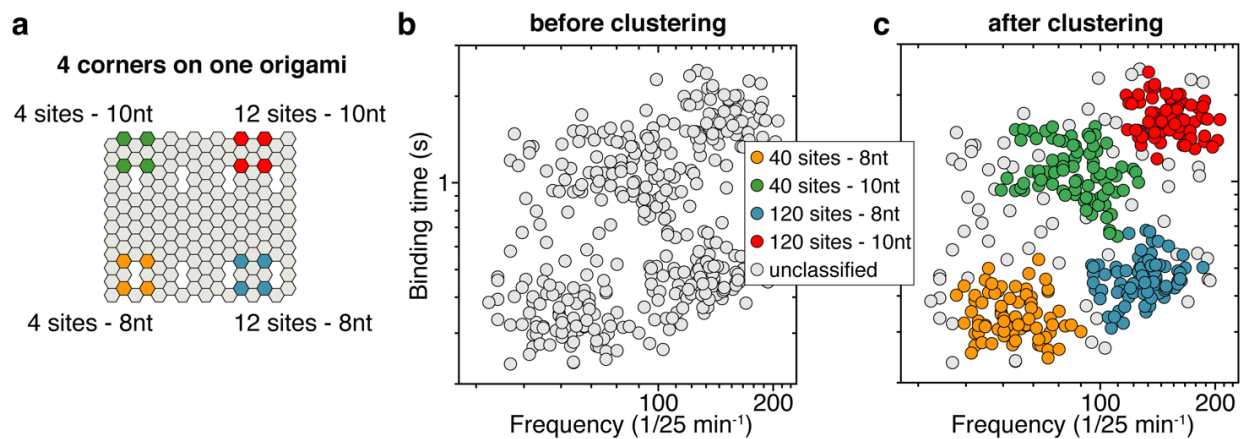 a
4 corners on one origami
4 sites - 10nt
12 sites - 10nt
4 sites - 8nt
12 sites - 8nt
b
before clustering
Binding time (s)
1
100
200
Frequency (1/25 min⁻¹)
40 sites - 8nt
40 sites - 10nt
120 sites - 8nt
120 sites - 10nt
unclassified
c
after clustering
100
200
Frequency (1/25 min⁻¹)